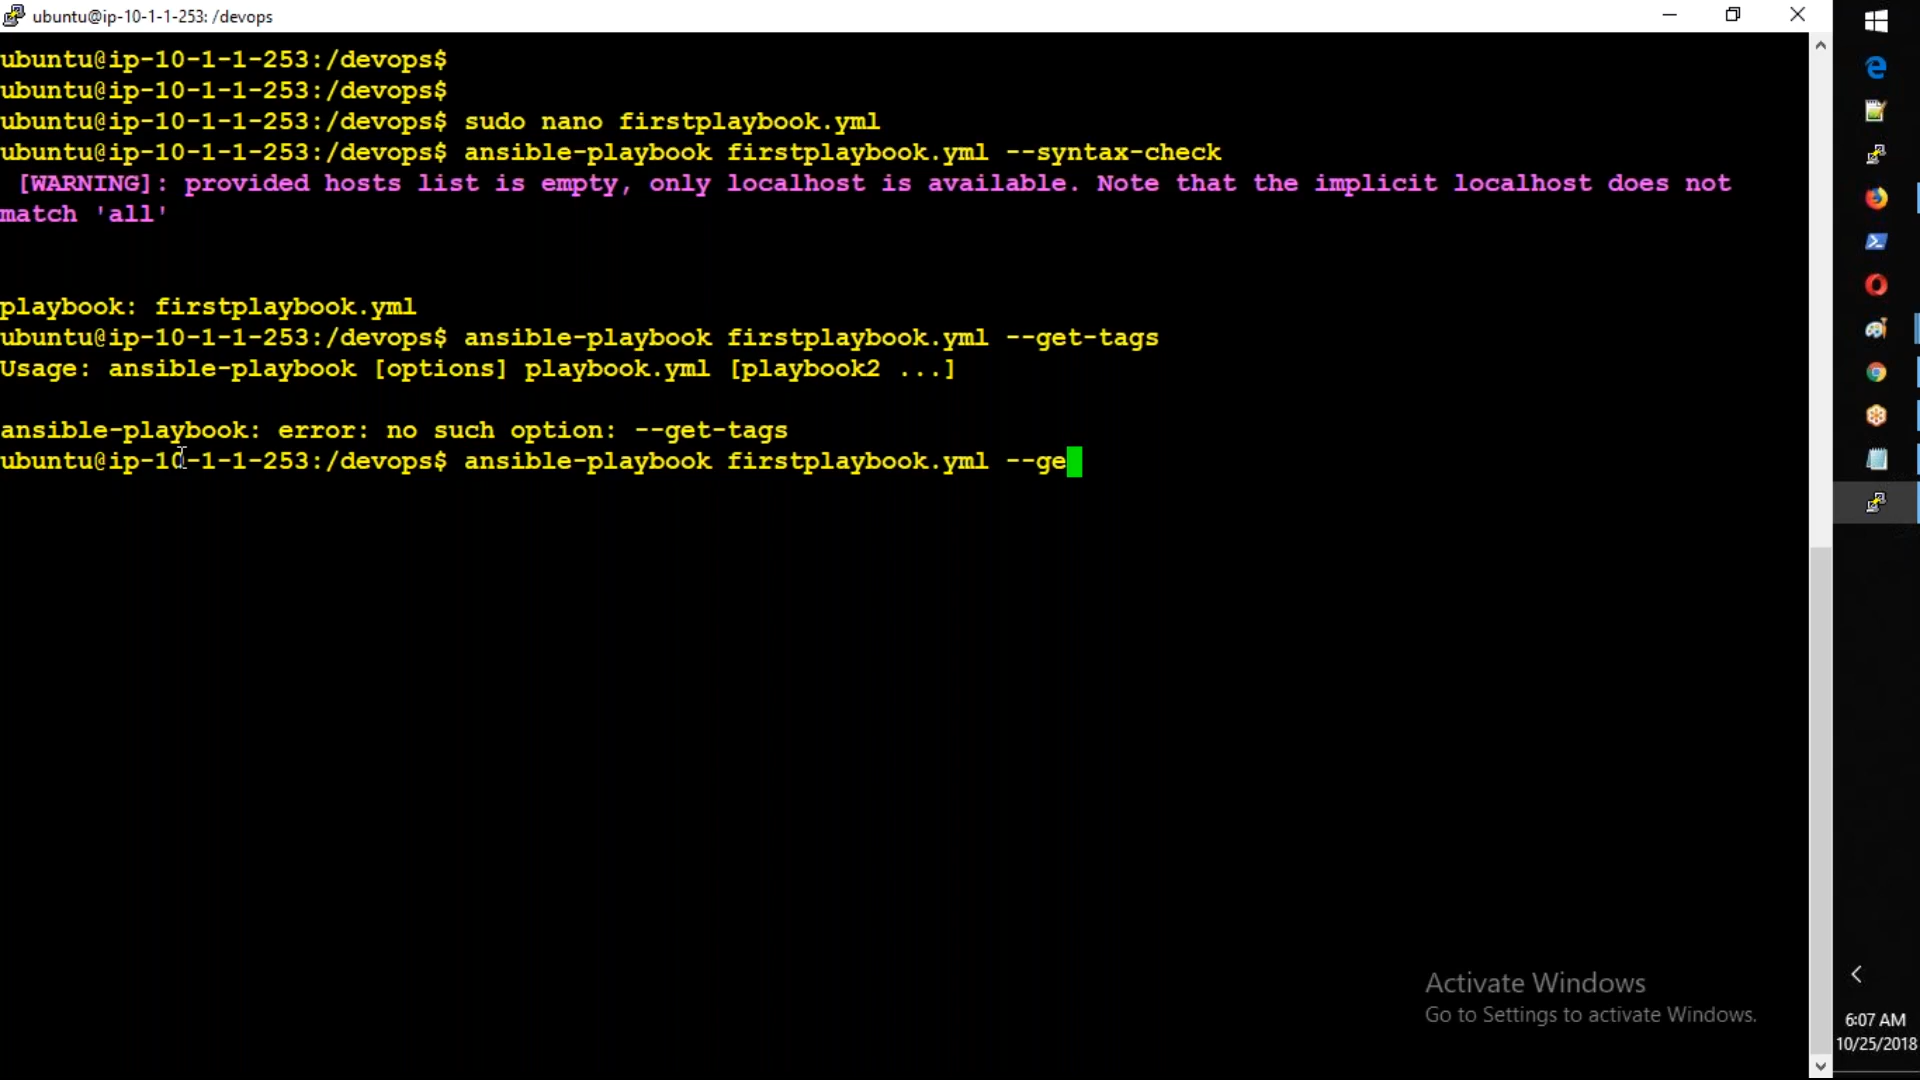 ubuntu@ip-10-1-1-253: /devops
ubuntu@ip-10-1-1-253:/devops$
ubuntu@ip-10-1-1-253:/devops$
ubuntu@ip-10-1-1-253:/devops$ sudo nano firstplaybook.yml
ubuntu@ip-10-1-1-253:/devops$ ansible-playbook firstplaybook.yml --syntax-check
 [WARNING]: provided hosts list is empty, only localhost is available. Note that the implicit localhost does not
match 'all'
playbook: firstplaybook.yml
ubuntu@ip-10-1-1-253:/devops$ ansible-playbook firstplaybook.yml --get-tags
Usage: ansible-playbook [options] playbook.yml [playbook2 ...]
ansible-playbook: error: no such option: --get-tags
ubuntu@ip-10-1-1-253:/devops$ ansible-playbook firstplaybook.yml --ge
Activate Windows
Go to Settings to activate Windows.
6:07 AM
10/25/2018